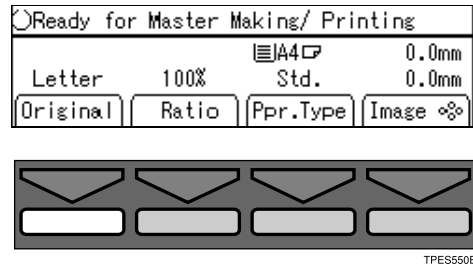 Ready for Master Making/ Printing
A4 0.0mm
Letter 100% Std. 0.0mm
Original Ratio Ppr.Type Image
TPES550E